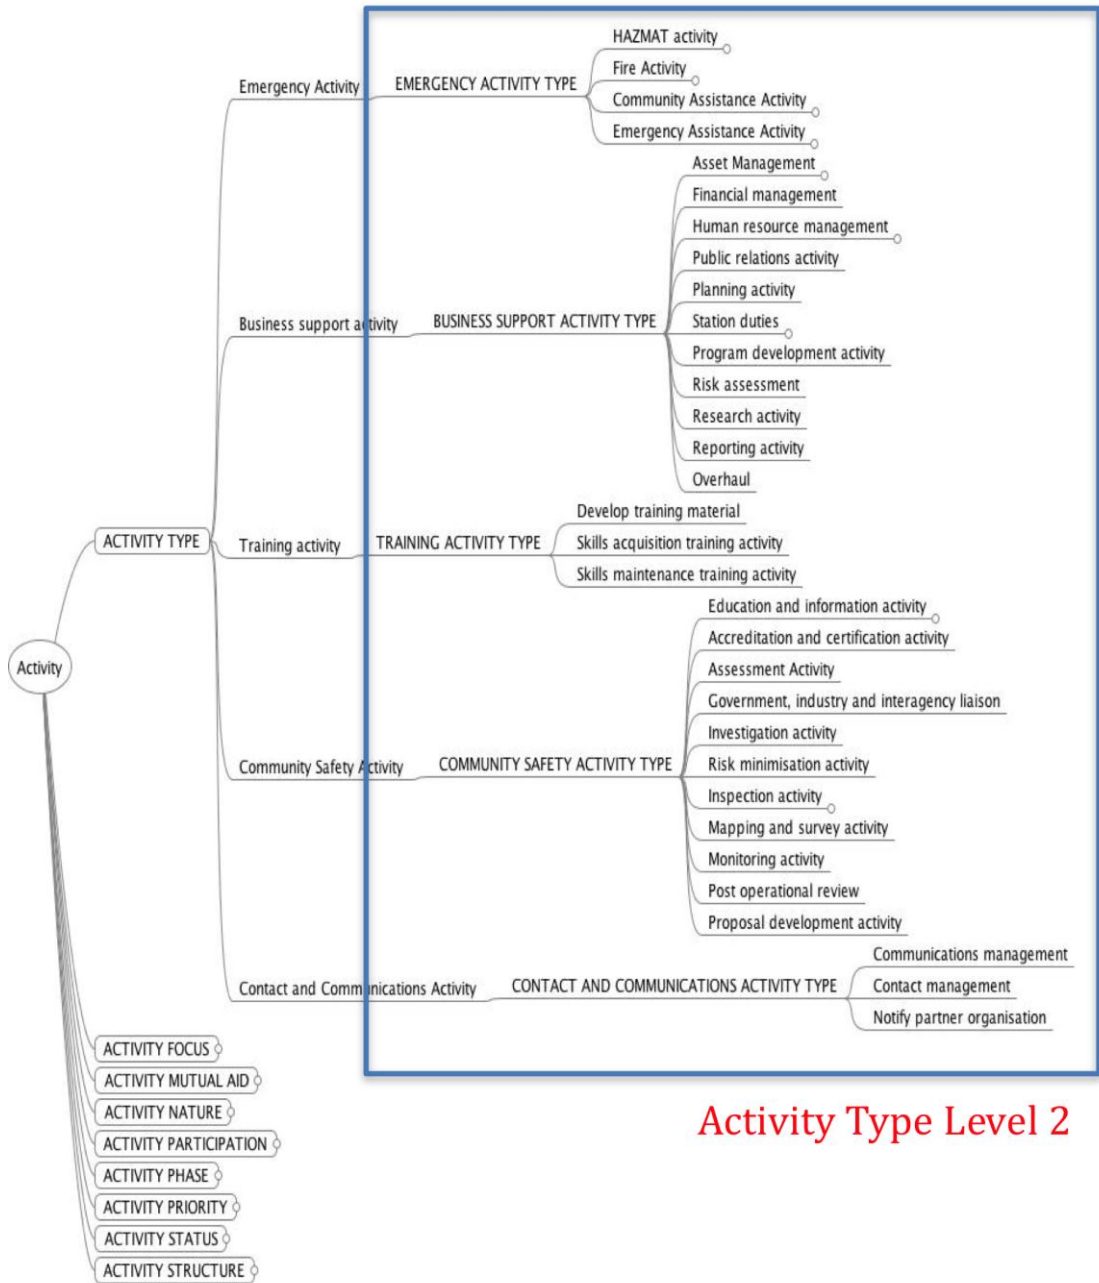 HAZMAT activity
Fire Activity
Emergency Activity
EMERGENCY ACTIVITY TYPE
Community Assistance Activity
Emergency Assistance Activity
Asset Management
Financial management
Human resource management
Public relations activity
Planning activity
Business support activity
BUSINESS SUPPORT ACTIVITY TYPE
Station duties
Program development activity
Risk assessment
Research activity
Reporting activity
Overhaul
Develop training material
ACTIVITY TYPE
Training activity
TRAINING ACTIVITY TYPE
Skills acquisition training activity
Skills maintenance training activity
Education and information activity
Accreditation and certification activity
Activity
Assessment Activity
Government, industry and interagency liaison
Investigation activity
Community Safety Activity
COMMUNITY SAFETY ACTIVITY TYPE
Risk minimisation activity
Inspection activity
Mapping and survey activity
Monitoring activity
Post operational review
Proposal development activity
Communications management
Contact and Communications Activity
CONTACT AND COMMUNICATIONS ACTIVITY TYPE
Contact management
Notify partner organisation
ACTIVITY FOCUS
ACTIVITY MUTUAL AID
ACTIVITY NATURE
ACTIVITY PARTICIPATION
ACTIVITY PHASE
ACTIVITY PRIORITY
ACTIVITY STATUS
ACTIVITY STRUCTURE
Activity Type Level 2